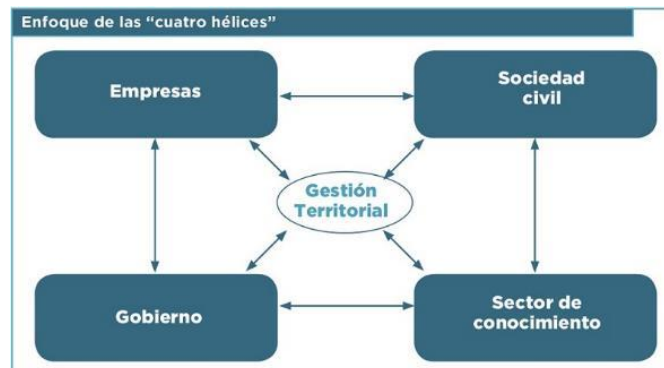 Enfoque de las “cuatro hélices”
Empresas
Sociedad
civil
Gestión
Territorial
Gobierno
Sector de
conocimiento